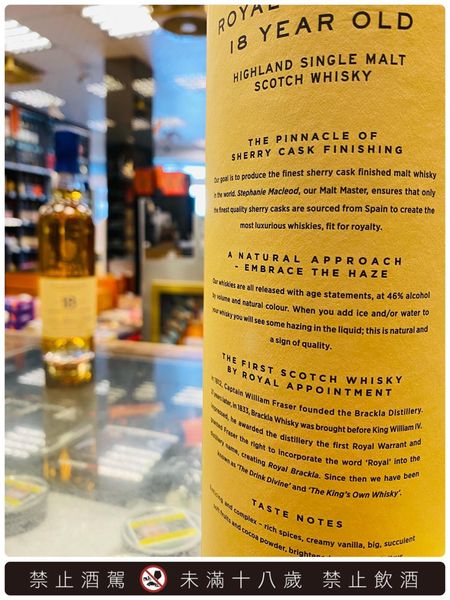 ROYAL
18 YEAR OLD
HIGHLAND SINGLE MALT
SCOTCH WHISKY
THE PINNACLE OF
SHERRY CASK FINISHING
Our goal is to produce the finest sherry cask finished malt whisky
in the world. Stephanie Macleod, our Malt Master, ensures that only
the finest quality sherry casks are sourced from Spain to create the
most luxurious whiskies, fit for royalty.
A NATURAL APPROACH
- EMBRACE THE HAZE
Our whiskies are all released with age statements, at 46% alcohol
by volume and natural colour. When you add ice and/or water to
your whisky you will see some hazing in the liquid; this is natural and
a sign of quality.
THE FIRST SCOTCH WHISKY
BY ROYAL APPOINTMENT
In 1812, Captain William Fraser founded the Brackla Distillery.
years later, in 1833, Brackla Whisky was brought before King William IV.
Impressed, he awarded the distillery the first Royal Warrant and
granted Fraser the right to incorporate the word 'Royal' into the
distillery name, creating Royal Brackla. Since then we have been
known as 'The Drink Divine' and 'The King's Own Whisky'.
TASTE NOTES
and complex – rich spices, creamy vanilla, big, succulent
fruits and cocoa powder,
18
禁止酒駕 未滿十八歲 禁止飲酒